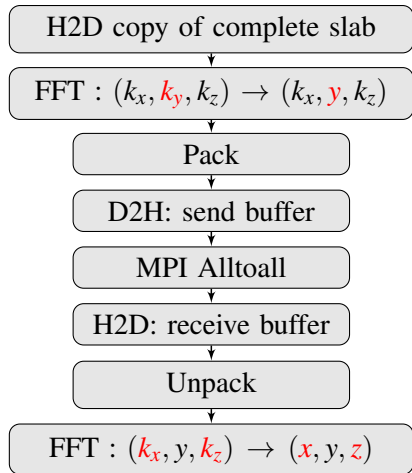 H2D copy of complete slab
FFT : (kx, ky, kz) → (kx, y, kz)
Pack
D2H: send buffer
MPI Alltoall
H2D: receive buffer
Unpack
FFT : (kx, y, kz) → (x, y, z)